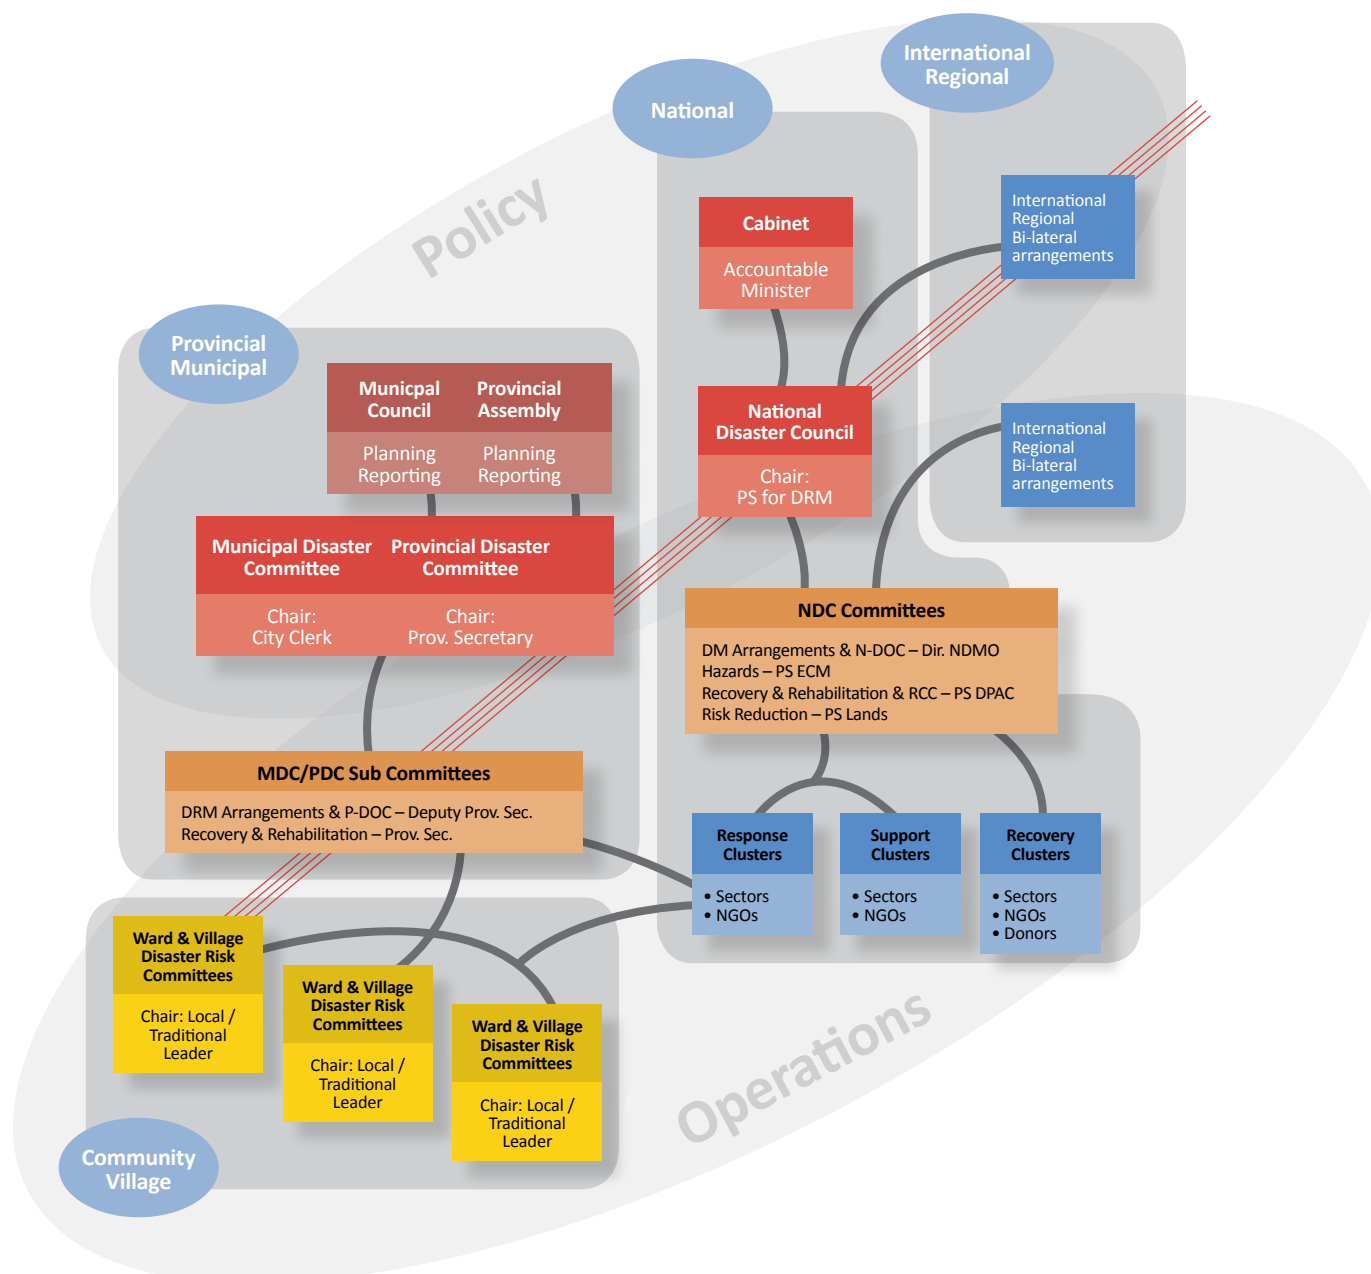 International
Regional
National
Policy
Provincial
Municipal
Cabinet
Accountable
Minister
International
Regional
Bi-lateral
arrangements
Municpal
Council
Provincial
Assembly
Planning
Reporting
Planning
Reporting
National
Disaster Council
Chair:
PS for DRM
International
Regional
Bi-lateral
arrangements
Municipal Disaster
Committee
Provincial Disaster
Committee
Chair:
City Clerk
Chair:
Prov. Secretary
NDC Committees
DM Arrangements & N-DOC – Dir. NDMO
Hazards – PS ECM
Recovery & Rehabilitation & RCC – PS DPAC
Risk Reduction – PS Lands
MDC/PDC Sub Committees
DRM Arrangements & P-DOC – Deputy Prov. Sec.
Recovery & Rehabilitation – Prov. Sec.
Response
Clusters
• Sectors
• NGOs
Support
Clusters
• Sectors
• NGOs
Recovery
Clusters
• Sectors
• NGOs
• Donors
Ward & Village
Disaster Risk
Committees
Chair: Local /
Traditional
Leader
Ward & Village
Disaster Risk
Committees
Chair: Local /
Traditional
Leader
Ward & Village
Disaster Risk
Committees
Chair: Local /
Traditional
Leader
Operations
Community
Village